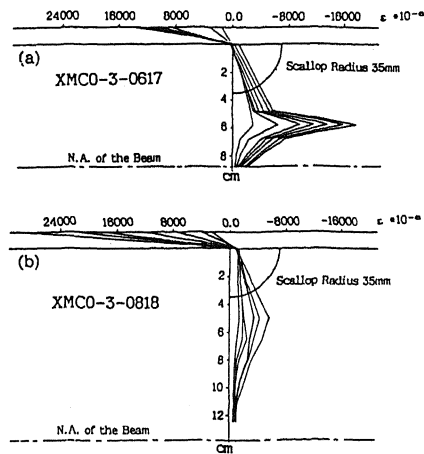 24000 16000 8000 0.0 -8000 -16000 ε *10⁻⁶
(a)
XMCO-3-0617
Scallop Radius 35mm
2
4
6
8
N.A. of the Beam
cm
24000 16000 8000 0.0 -8000 -16000 ε *10⁻⁶
(b)
XMCO-3-0818
Scallop Radius 35mm
2
4
6
8
10
12
N.A. of the Beam
cm